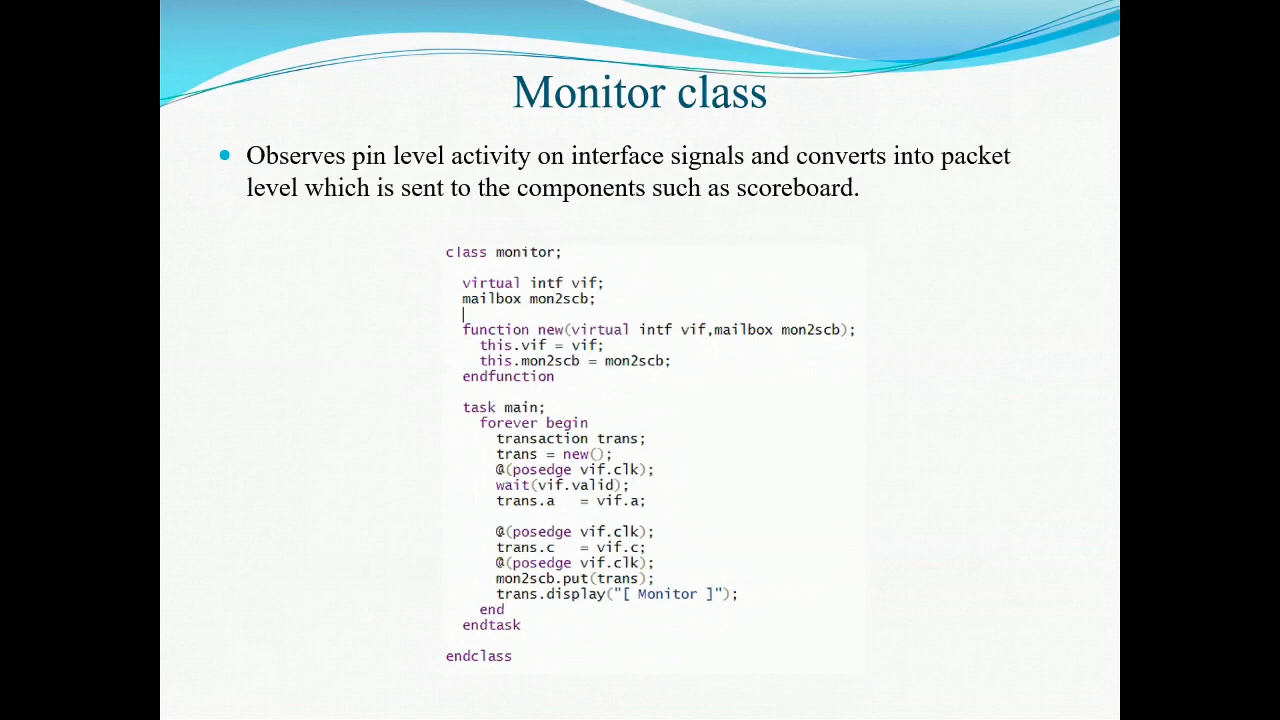 Monitor class
Observes pin level activity on interface signals and converts into packet
level which is sent to the components such as scoreboard.
class monitor;
virtual intf vif;
mailbox mon2scb;
function new(virtual intf vif,mailbox mon2scb);
this.vif = vif;
this.mon2scb = mon2scb;
endfunction
task main;
forever begin
transaction trans;
trans = new();
@(posedge vif.clk);
wait(vif.valid);
trans.a   = vif.a;
@(posedge vif.clk);
trans.c   = vif.c;
@(posedge vif.clk);
mon2scb.put(trans);
trans.display("[ Monitor ]");
end
endtask
endclass